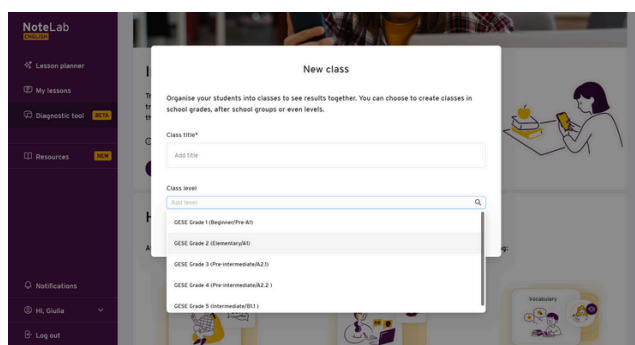 NoteLab
ENGLISH
Lesson planner
My lessons
Diagnostic tool BETA
Resources NEW
Notifications
Hi, Giulia
Log out
New class
Organise your students into classes to see results together. You can choose to create classes in
school grades, after school groups or even levels.
Class title*
Add title
Class level
Add level
GESE Grade 1 (Beginner/Pre-A1)
GESE Grade 2 (Elementary/A1)
GESE Grade 3 (Pre-intermediate/A2.1)
GESE Grade 4 (Pre-intermediate/A2.2 )
GESE Grade 5 (Intermediate/B1.1 )
Vocabulary